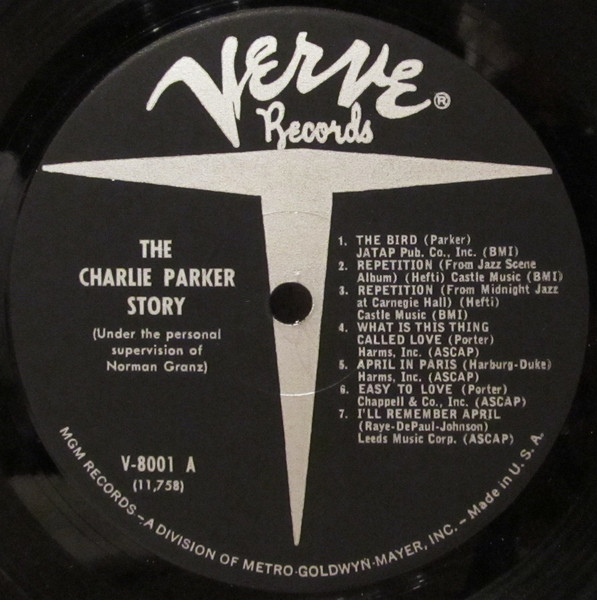 Verve®
Records
THE
CHARLIE PARKER
STORY
(Under the personal
supervision of
Norman Granz)
V-8001 A
(11,758)
1. THE BIRD (Parker)
JATAP Pub. Co., Inc. (BMI)
2. REPETITION (From Jazz Scene
Album) (Hefti) Castle Music (BMI)
3. REPETITION (From Midnight Jazz
at Carnegie Hall) (Hefti)
Castle Music (BMI)
4. WHAT IS THIS THING
CALLED LOVE (Porter)
Harms, Inc. (ASCAP)
5. APRIL IN PARIS (Harburg-Duke)
Harms, Inc. (ASCAP)
6. EASY TO LOVE (Porter)
Chappell & Co., Inc. (ASCAP)
7. I'LL REMEMBER APRIL
(Raye-DePaul-Johnson)
Leeds Music Corp. (ASCAP)
MGM RECORDS – A DIVISION OF METRO-GOLDWYN-MAYER, INC. – Made in U. S. A.